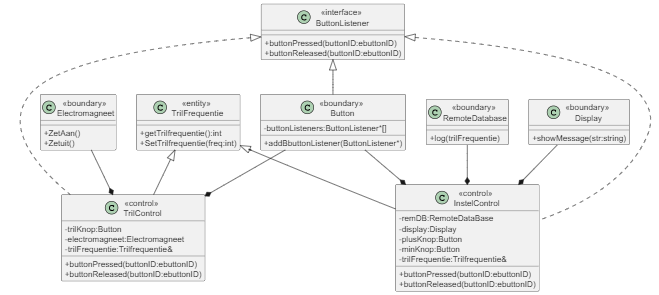 «interface»
ButtonListener
+buttonPressed(buttonID:ebuttonID)
+buttonReleased(buttonID:ebuttonID)
«boundary»
Electromagneet
+ZetAan()
+Zetuit()
«entity»
TrilFrequentie
+getTrilfrequentie():int
+SetTrilfrequentie(freq:int)
«boundary»
Button
-buttonListeners:ButtonListener*[]
+addBbuttonListener(ButtonListener*)
«boundary»
RemoteDatabase
+log(trilFrequentie)
«boundary»
Display
+showMessage(str:string)
«control»
TrilControl
-trilKnop:Button
-electromagneet:Electromagneet
-trilFrequentie:Trilfrequentie&
+buttonPressed(buttonID:ebuttonID)
+buttonReleased(buttonID:ebuttonID)
«control»
InstelControl
-remDB:RemoteDataBase
-display:Display
-plusKnop:Button
-minKnop:Button
-trilFrequentie:Trilfrequentie&
+buttonPressed(buttonID:ebuttonID)
+buttonReleased(buttonID:ebuttonID)